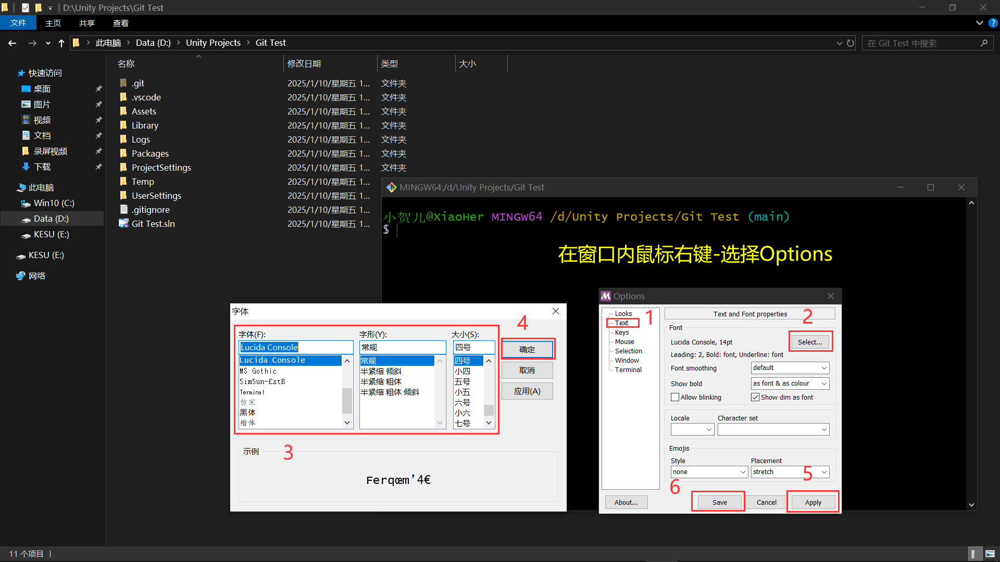 D:\Unity Projects\Git Test
文件 主页 共享 查看
此电脑 Data (D:) Unity Projects Git Test
在 Git Test 中搜索
名称 修改日期 类型 大小
快速访问
桌面
图片
视频
文档
录屏视频
下载
此电脑
Win10 (C:)
Data (D:)
KESU (E:)
KESU (E:)
网络
.git 2025/1/10/星期五 1... 文件夹
.vscode 2025/1/10/星期五 1... 文件夹
Assets 2025/1/10/星期五 1... 文件夹
Library 2025/1/10/星期五 1... 文件夹
Logs 2025/1/10/星期五 1... 文件夹
Packages 2025/1/10/星期五 1... 文件夹
ProjectSettings 2025/1/10/星期五 1... 文件夹
Temp 2025/1/10/星期五 1...
UserSettings 2025/1/10/星期五 1...
.gitignore 2025/1/10/星期五 1...
Git Test.sln 2025/1/10/星期五 1...
MINGW64:/d/Unity Projects/Git Test
小贺儿@XiaoHer MINGW64 /d/Unity Projects/Git Test (main)
$
在窗口内鼠标右键-选择Options
字体
字体(F): 字形(Y): 大小(S):
Lucida Console 常规 四号
Lucida Console 常规 四号
MS Gothic 半紧缩 倾斜 小四
SimSun-ExtB 半紧缩 粗体 五号
Terminal 半紧缩 粗体 倾斜 小五
仿宋 六号
黑体 小六
楷体 七号
4
确定
取消
应用(A)
3
示例
Ferqœm’4€
Options
Looks
Text
Keys
Mouse
Selection
Window
Terminal
1
Text and Font properties
2
Font
Lucida Console, 14pt Select...
Leading: 2, Bold: font, Underline: font
Font smoothing default
Show bold as font & as colour
Allow blinking Show dim as font
Locale Character set
Emojis
Style Placement
none stretch
5
6
About... Save Cancel Apply
11 个项目